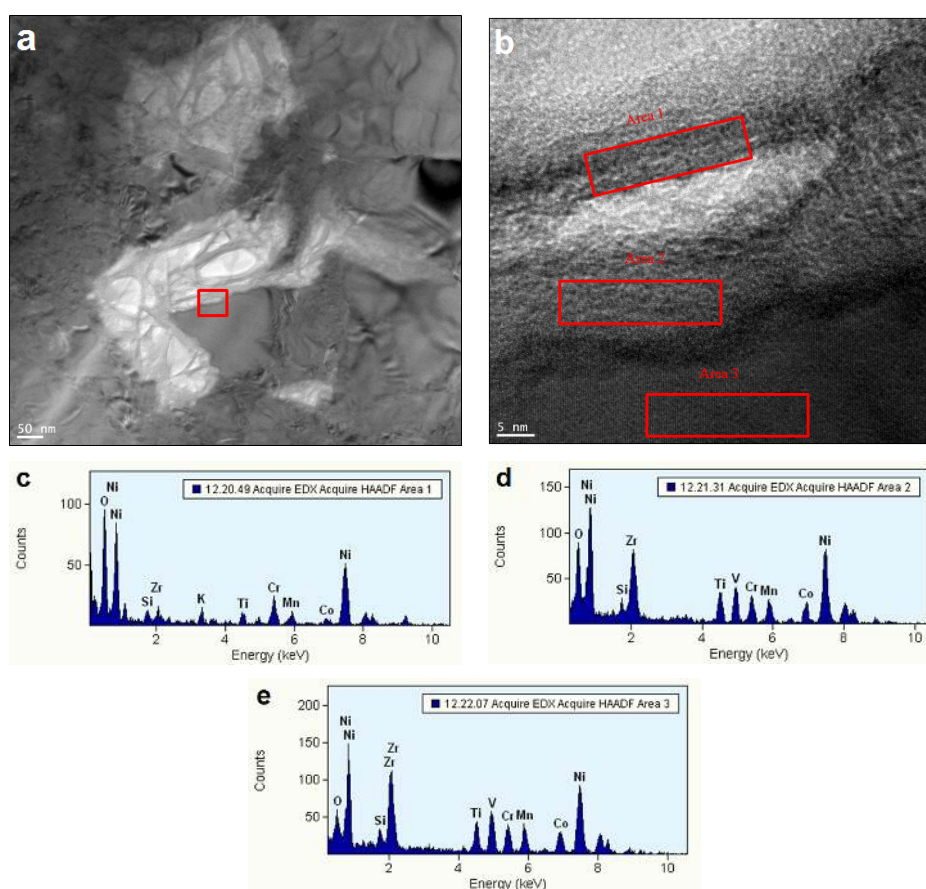 a
50 nm
b
Area 1
Area 2
Area 3
5 nm
c
12.20.49 Acquire EDX Acquire HAADF Area 1
Counts
100
50
O
Ni
Ni
Si
Zr
K
Ti
Cr
Mn
Co
Ni
2 4 6 8 10
Energy (keV)
d
12.21.31 Acquire EDX Acquire HAADF Area 2
Counts
150
100
50
Ni
Ni
O
Si
Zr
Ti
V
Cr
Mn
Co
Ni
2 4 6 8 10
Energy (keV)
e
12.22.07 Acquire EDX Acquire HAADF Area 3
Counts
200
150
100
50
Ni
Ni
O
Si
Zr
Zr
Ti
V
Cr
Mn
Co
Ni
2 4 6 8 10
Energy (keV)